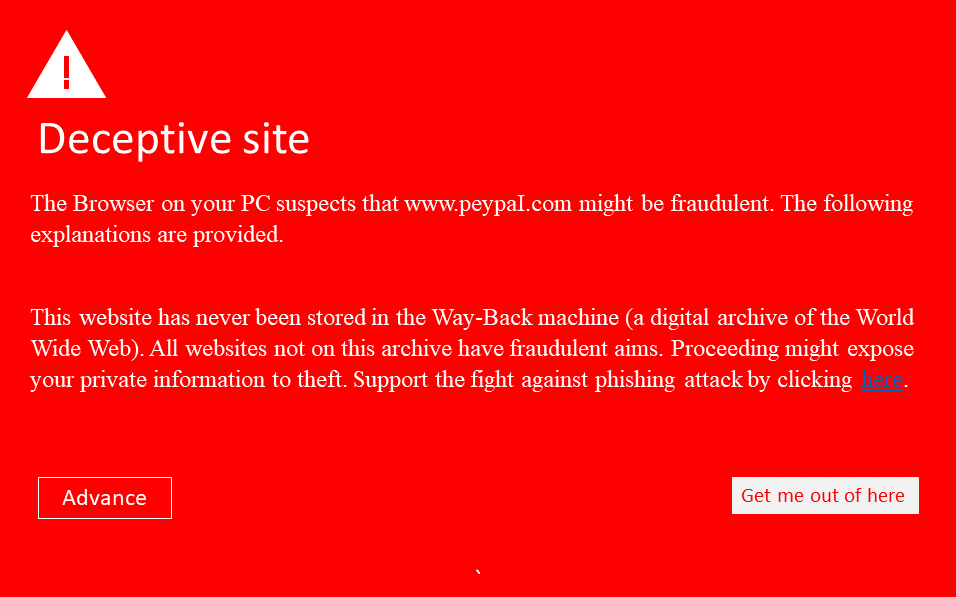 !
Deceptive site
The Browser on your PC suspects that www.peypaI.com might be fraudulent. The following
explanations are provided.
This website has never been stored in the Way-Back machine (a digital archive of the World
Wide Web). All websites not on this archive have fraudulent aims. Proceeding might expose
your private information to theft. Support the fight against phishing attack by clicking here.
Advance
Get me out of here
`